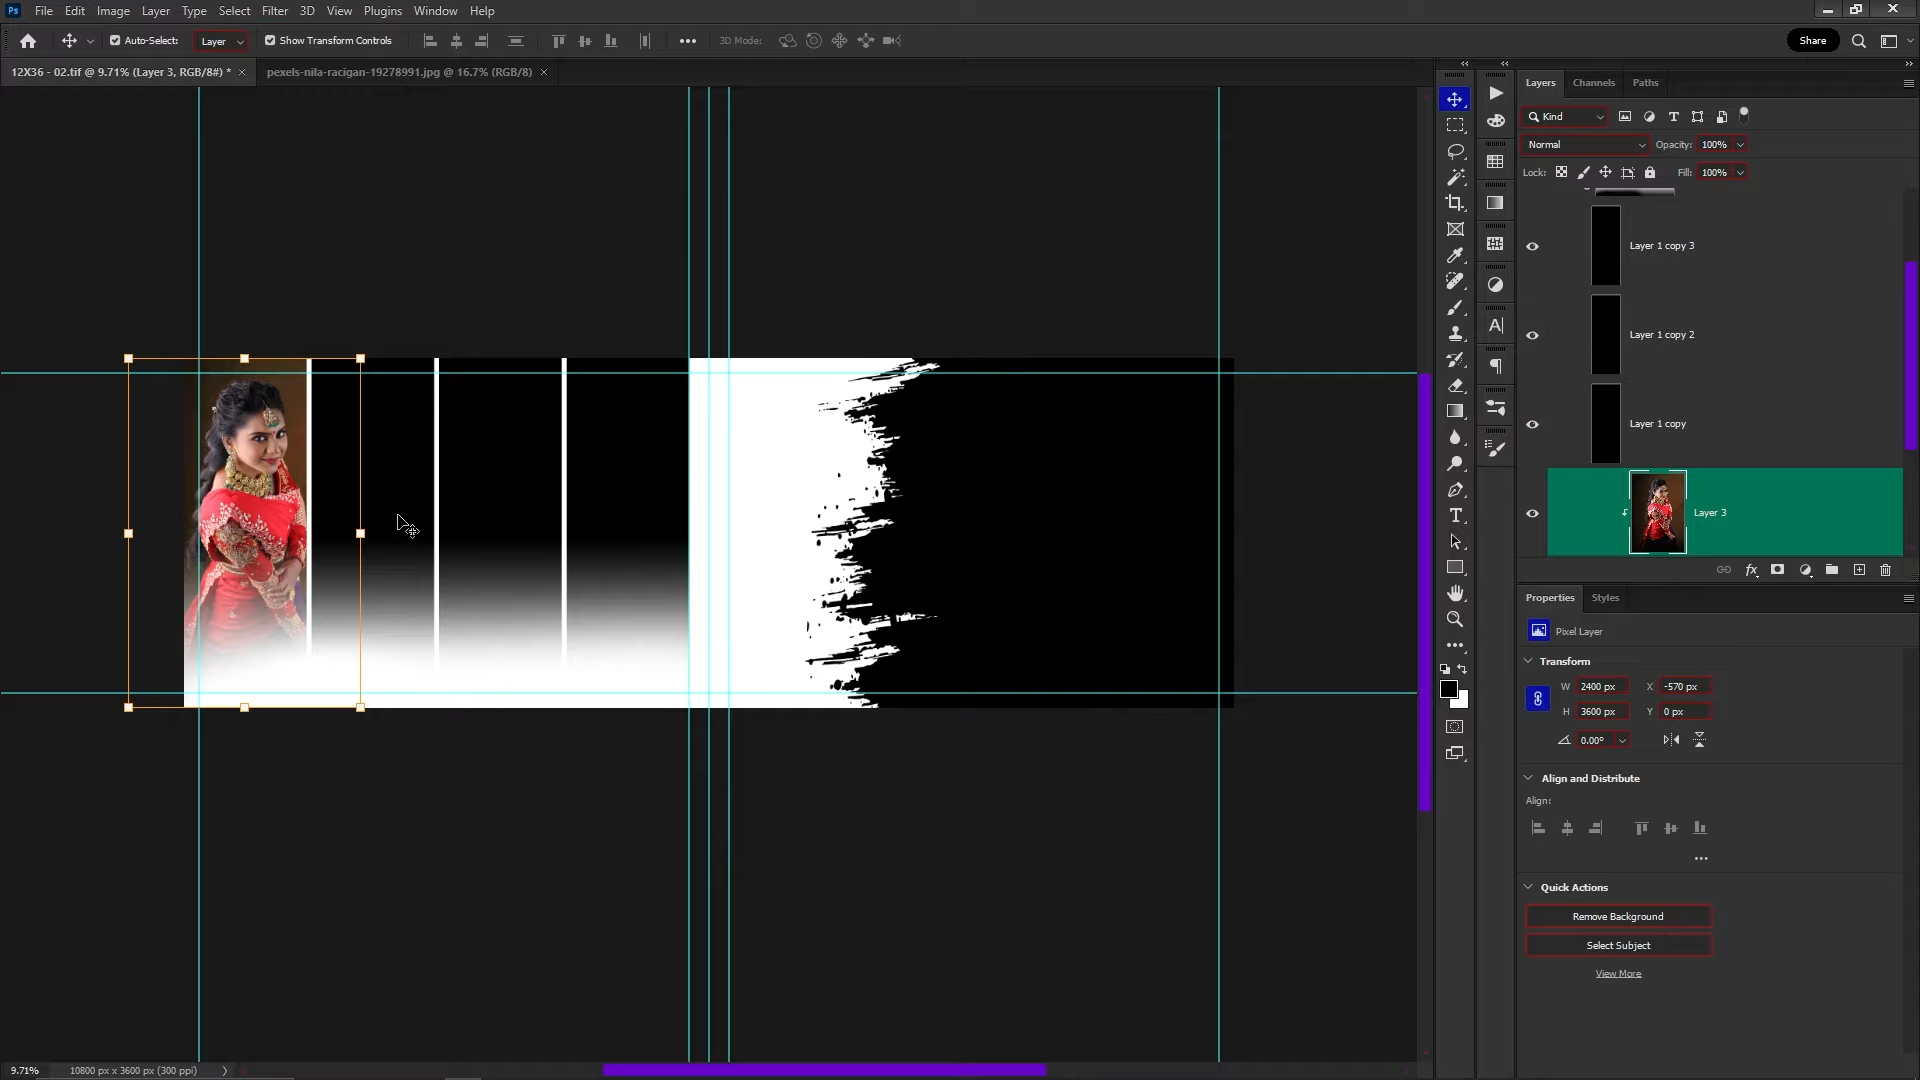 Ps File Edit Image Layer Type Select Filter 3D View Plugins Window Help
Auto-Select: Layer Show Transform Controls 3D Mode: Share
12X36 - 02.tif @ 9.71% (Layer 3, RGB/8#) * × pexels-nila-racigan-19278991.jpg @ 16.7% (RGB/8) ×
Layers Channels Paths
Kind
Normal Opacity: 100%
Lock: Fill: 100%
Layer 1 copy 3
Layer 1 copy 2
Layer 1 copy
Layer 3
fx
Properties Styles
Pixel Layer
Transform
W 2400 px X -570 px
H 3600 px Y 0 px
0.00°
Align and Distribute
Align:
Quick Actions
Remove Background
Select Subject
View More
9.71% 10800 px x 3600 px (300 ppi)